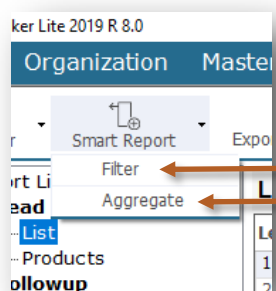 ker Lite 2019 R 8.0
Organization Master
r Smart Report Expo
Filter
ort Li
Aggregate L
ead
List Le
Products 1
ollowup 2